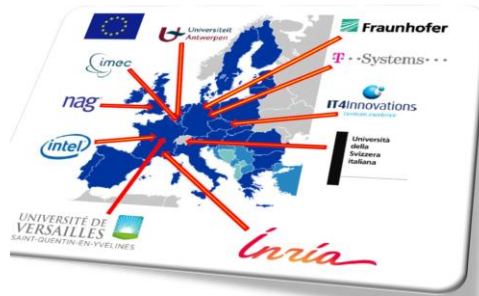 Universiteit
Antwerpen
Fraunhofer
imec
T··Systems···
nag
IT4Innovations
intel
Università
della
Svizzera
italiana
UNIVERSITÉ DE
VERSAILLES
SAINT-QUENTIN-EN-YVELINES
Inria